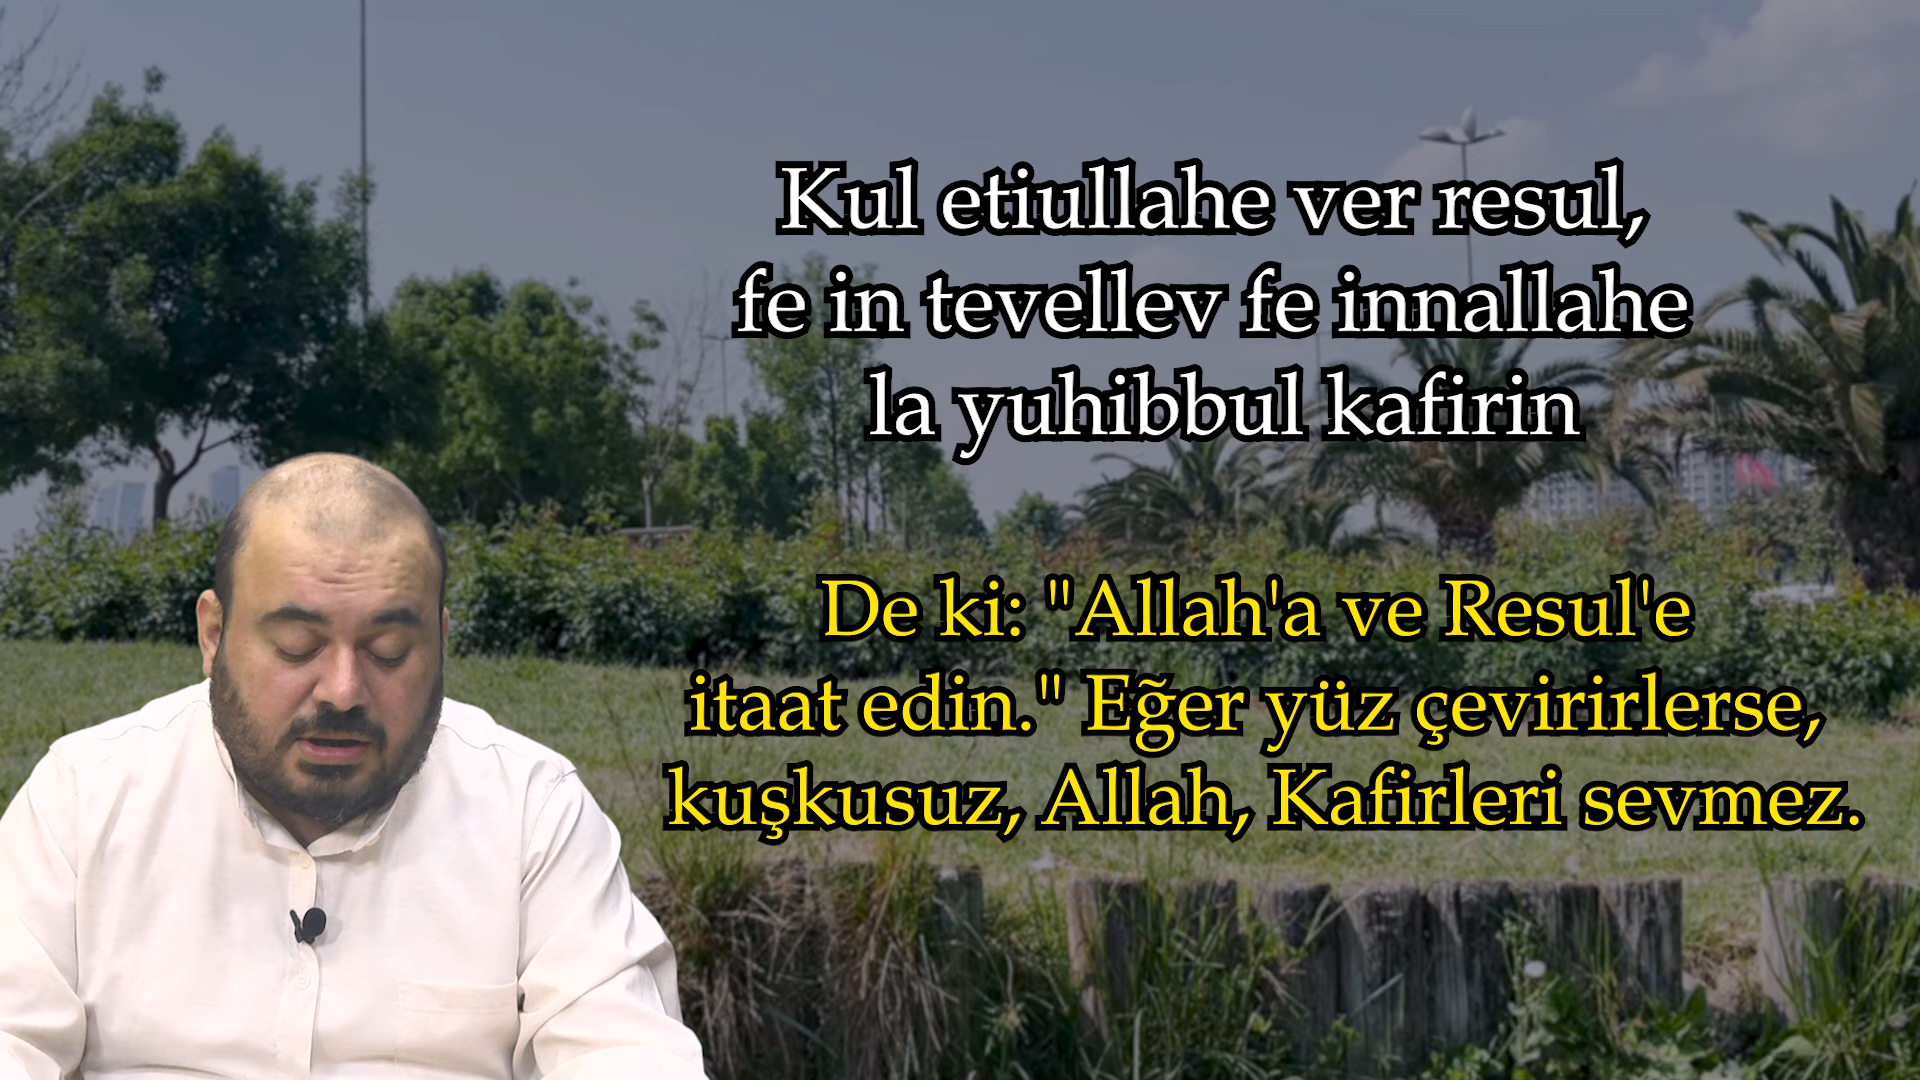 Kul etiullahe ver resul,
fe in tevellev fe innallahe
la yuhibbul kafirin
De ki: "Allah'a ve Resul'e
itaat edin." Eğer yüz çevirirlerse,
kuşkusuz, Allah, Kafirleri sevmez.